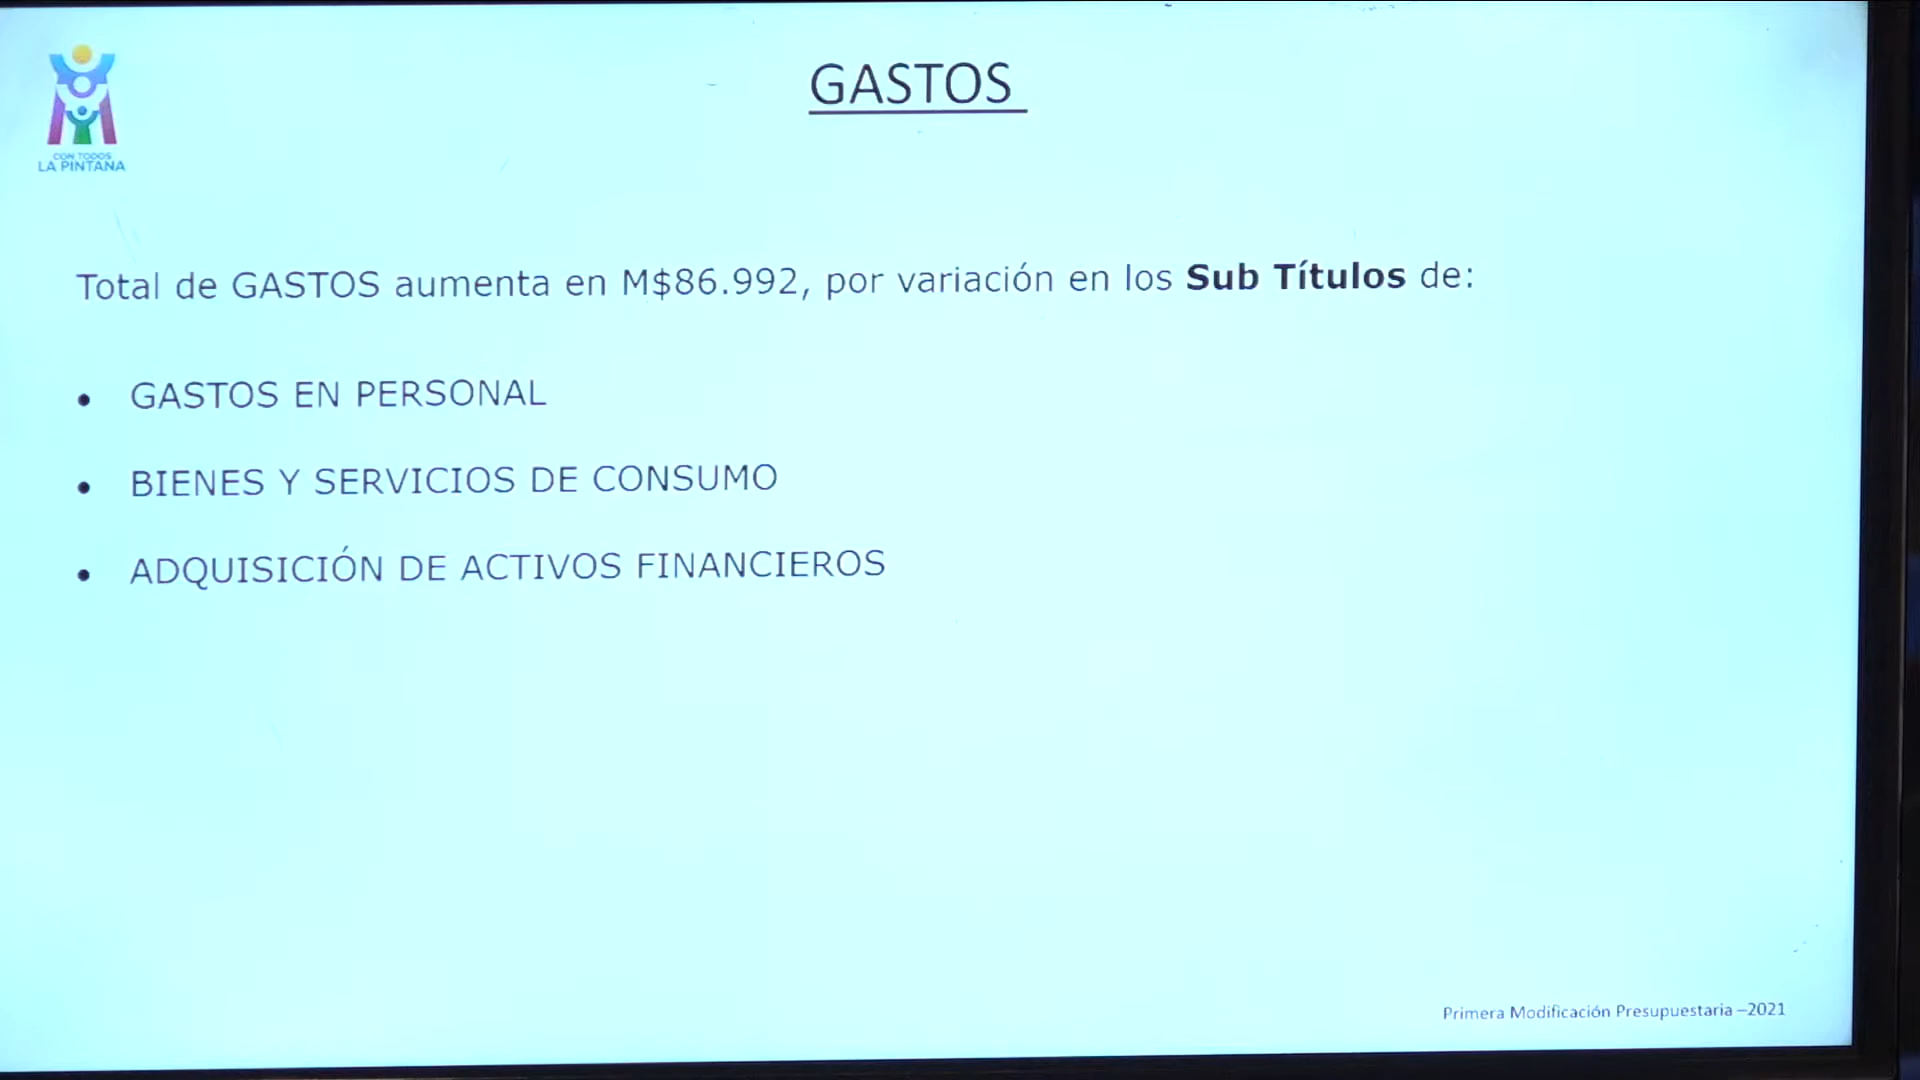 GASTOS
CON TODOS
LA PINTANA
Total de GASTOS aumenta en M$86.992, por variación en los Sub Títulos de:
• GASTOS EN PERSONAL
• BIENES Y SERVICIOS DE CONSUMO
• ADQUISICIÓN DE ACTIVOS FINANCIEROS
Primera Modificación Presupuestaria –2021